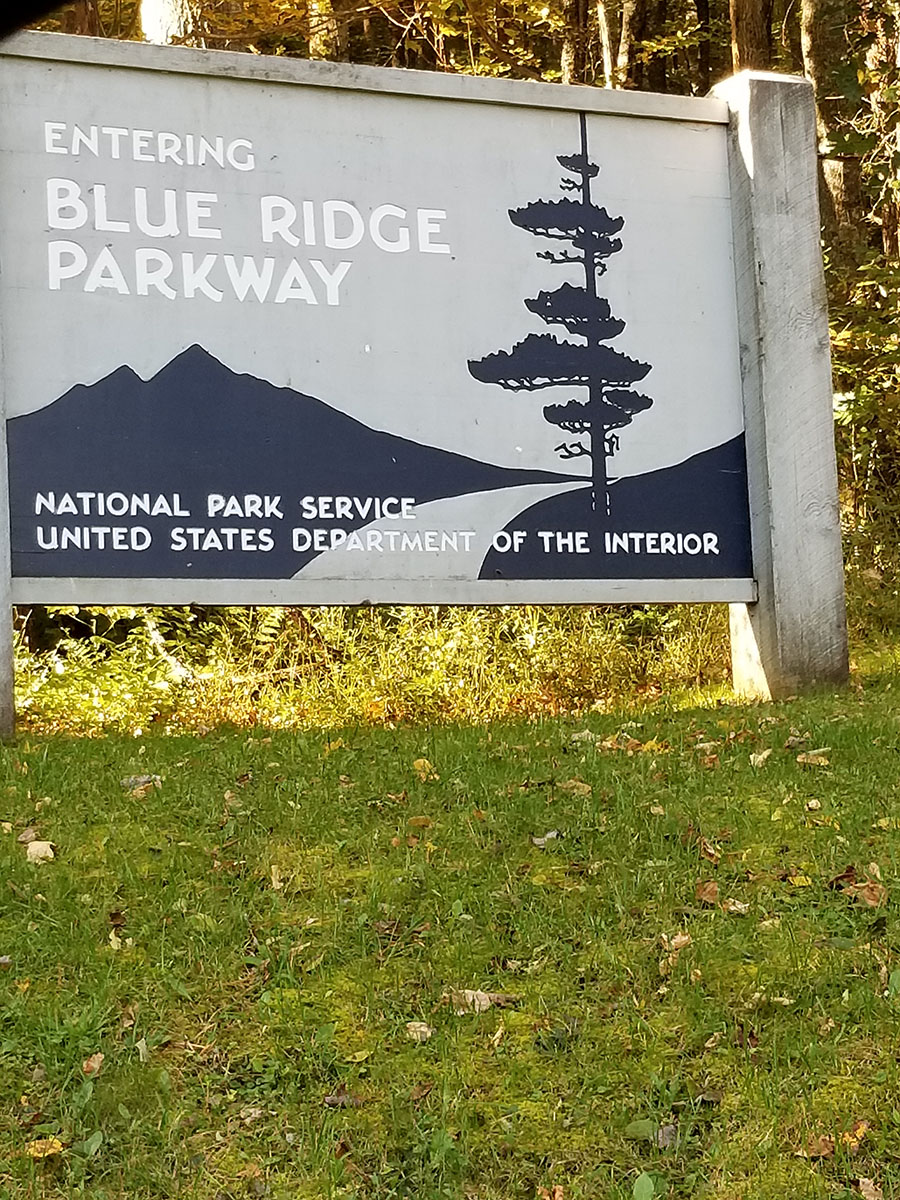 ENTERING
BLUE RIDGE
PARKWAY
NATIONAL PARK SERVICE
UNITED STATES DEPARTMENT OF THE INTERIOR